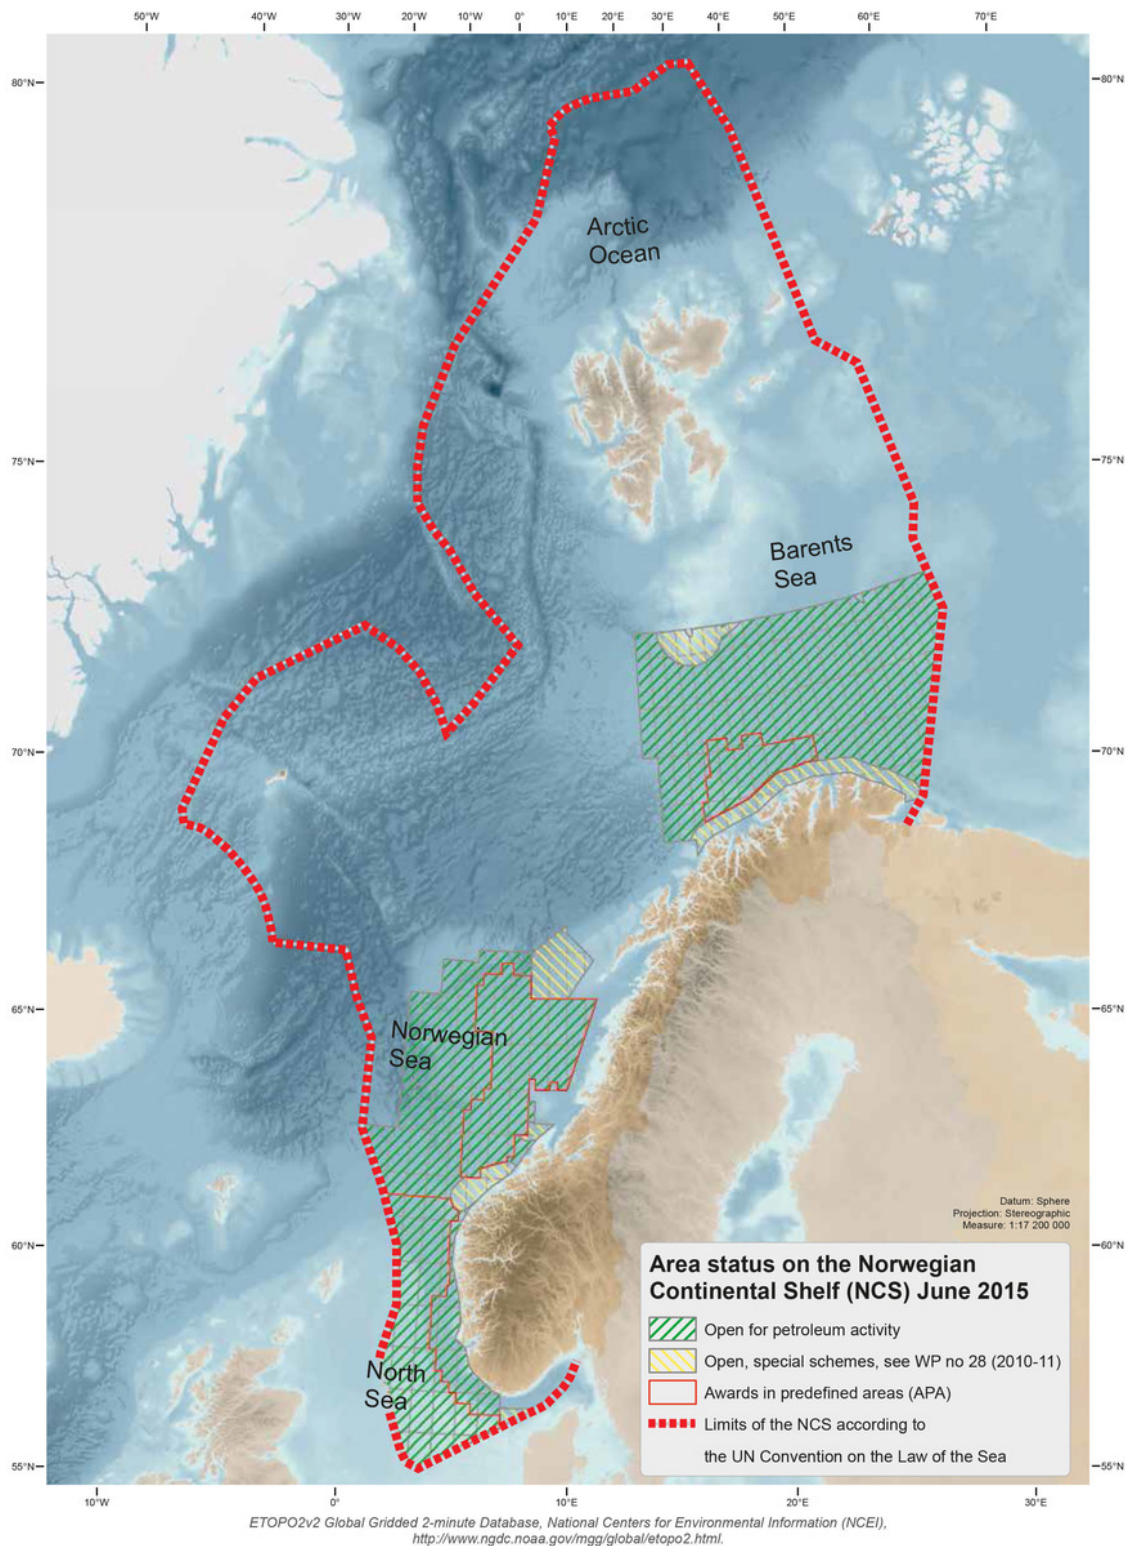 50°W 40°W 30°W 20°W 10°W 0° 10°E 20°E 30°E 40°E 50°E 60°E 70°E
80°N 80°N
Arctic
Ocean
75°N 75°N
Barents
Sea
70°N 70°N
65°N 65°N
Norwegian
Sea
Datum: Sphere
Projection: Stereographic
Measure: 1:17 200 000
60°N 60°N
Area status on the Norwegian
Continental Shelf (NCS) June 2015
Open for petroleum activity
Open, special schemes, see WP no 28 (2010-11)
North
Sea
Awards in predefined areas (APA)
Limits of the NCS according to
the UN Convention on the Law of the Sea
55°N 55°N
10°W 0° 10°E 20°E 30°E
ETOPO2v2 Global Gridded 2-minute Database, National Centers for Environmental Information (NCEI),
http://www.ngdc.noaa.gov/mgg/global/etopo2.html.